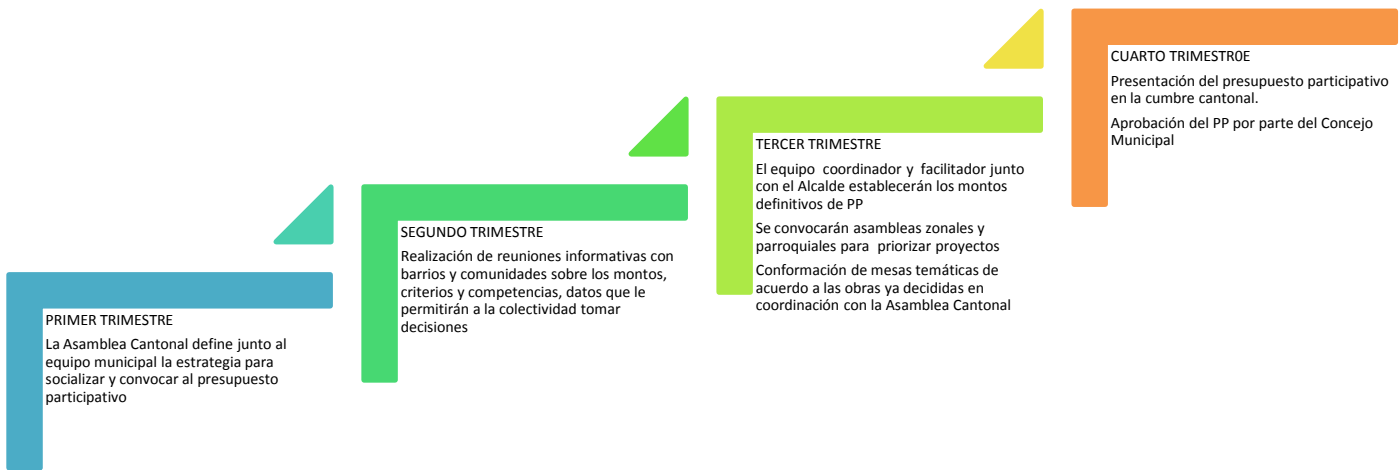 PRIMER TRIMESTRE
La Asamblea Cantonal define junto al
equipo municipal la estrategia para
socializar y convocar al presupuesto
participativo
SEGUNDO TRIMESTRE
Realización de reuniones informativas con
barrios y comunidades sobre los montos,
criterios y competencias, datos que le
permitirán a la colectividad tomar
decisiones
TERCER TRIMESTRE
El equipo  coordinador y  facilitador junto
con el Alcalde establecerán los montos
definitivos de PP
Se convocarán asambleas zonales y
parroquiales para  priorizar proyectos
Conformación de mesas temáticas de
acuerdo a las obras ya decididas en
coordinación con la Asamblea Cantonal
CUARTO TRIMESTR0E
Presentación del presupuesto participativo
en la cumbre cantonal.
Aprobación del PP por parte del Concejo
Municipal